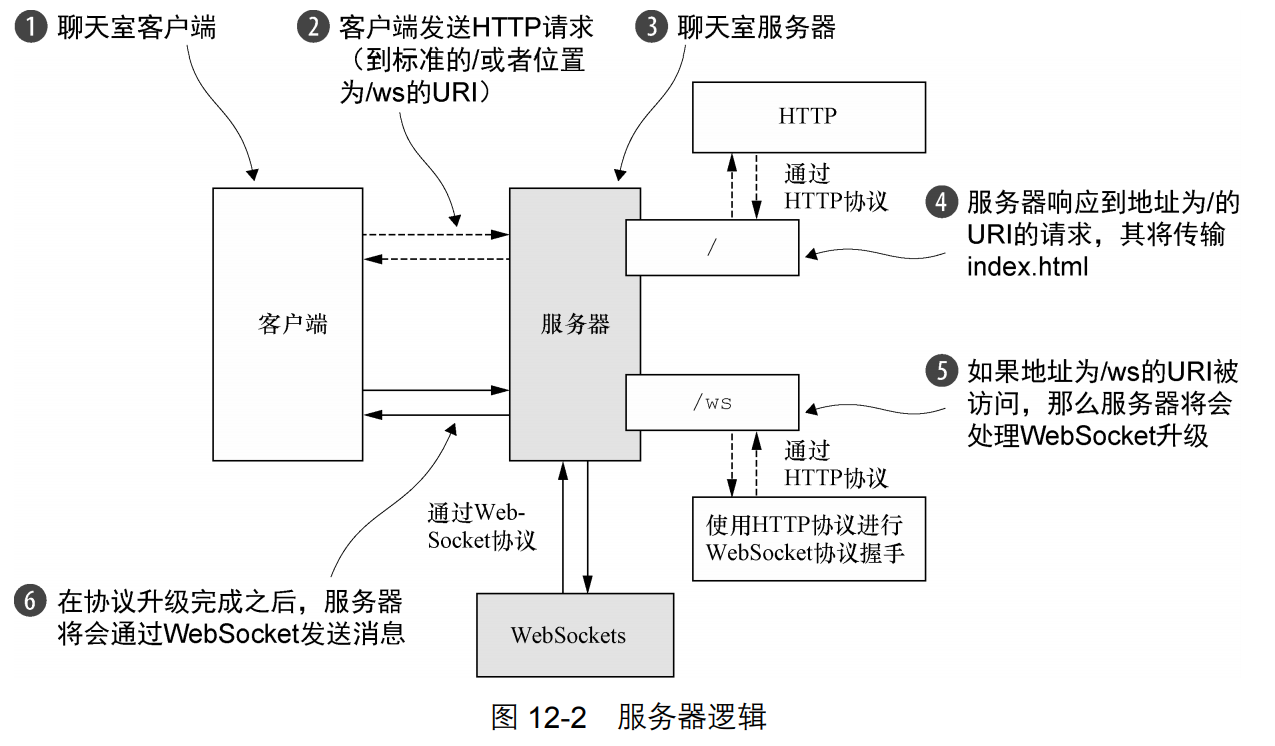 1 聊天室客户端
2 客户端发送HTTP请求
（到标准的/或者位置
为/ws的URI）
3 聊天室服务器
HTTP
通过
HTTP协议
4 服务器响应到地址为/的
URI的请求，其将传输
index.html
/
客户端
服务器
5 如果地址为/ws的URI被
访问，那么服务器将会
处理WebSocket升级
/ws
通过
HTTP协议
通过Web-
Socket协议
使用HTTP协议进行
WebSocket协议握手
6 在协议升级完成之后，服务器
将会通过WebSocket发送消息
WebSockets
图 12-2 服务器逻辑